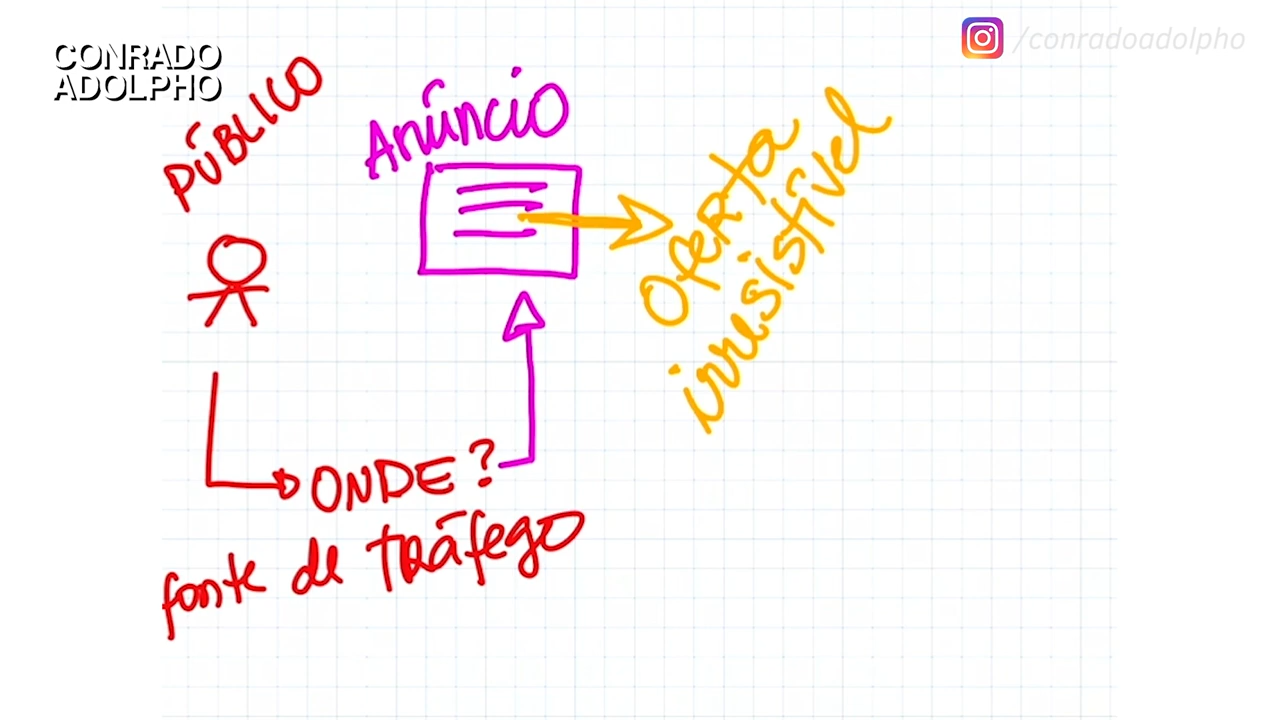 CONRADO
ADOLPHO
/conradoadolpho
PÚBLICO
Anúncio
Oferta
irresistível
ONDE?
fonte de tráfego